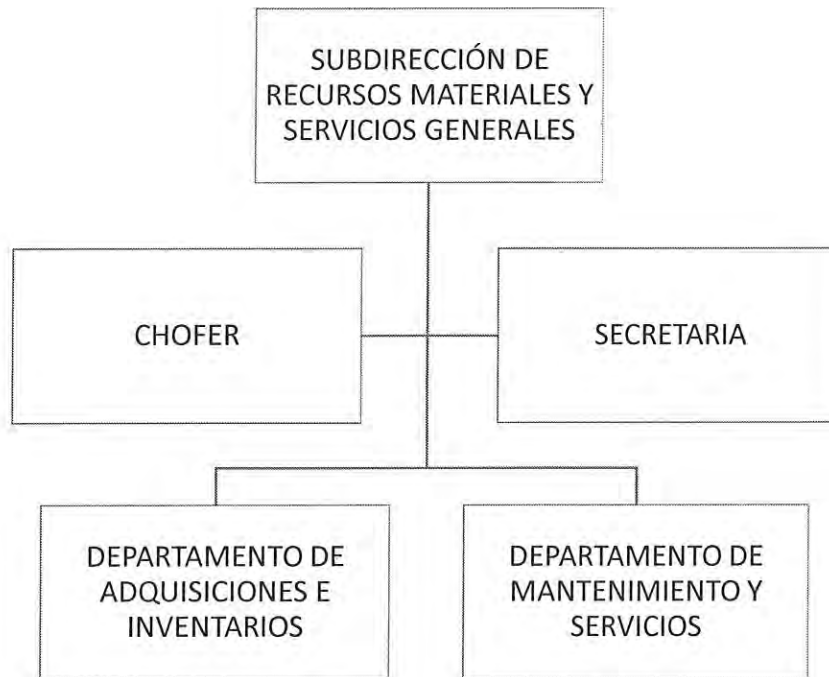 SUBDIRECCIÓN DE
RECURSOS MATERIALES Y
SERVICIOS GENERALES
CHOFER
SECRETARIA
DEPARTAMENTO DE
ADQUISICIONES E
INVENTARIOS
DEPARTAMENTO DE
MANTENIMIENTO Y
SERVICIOS